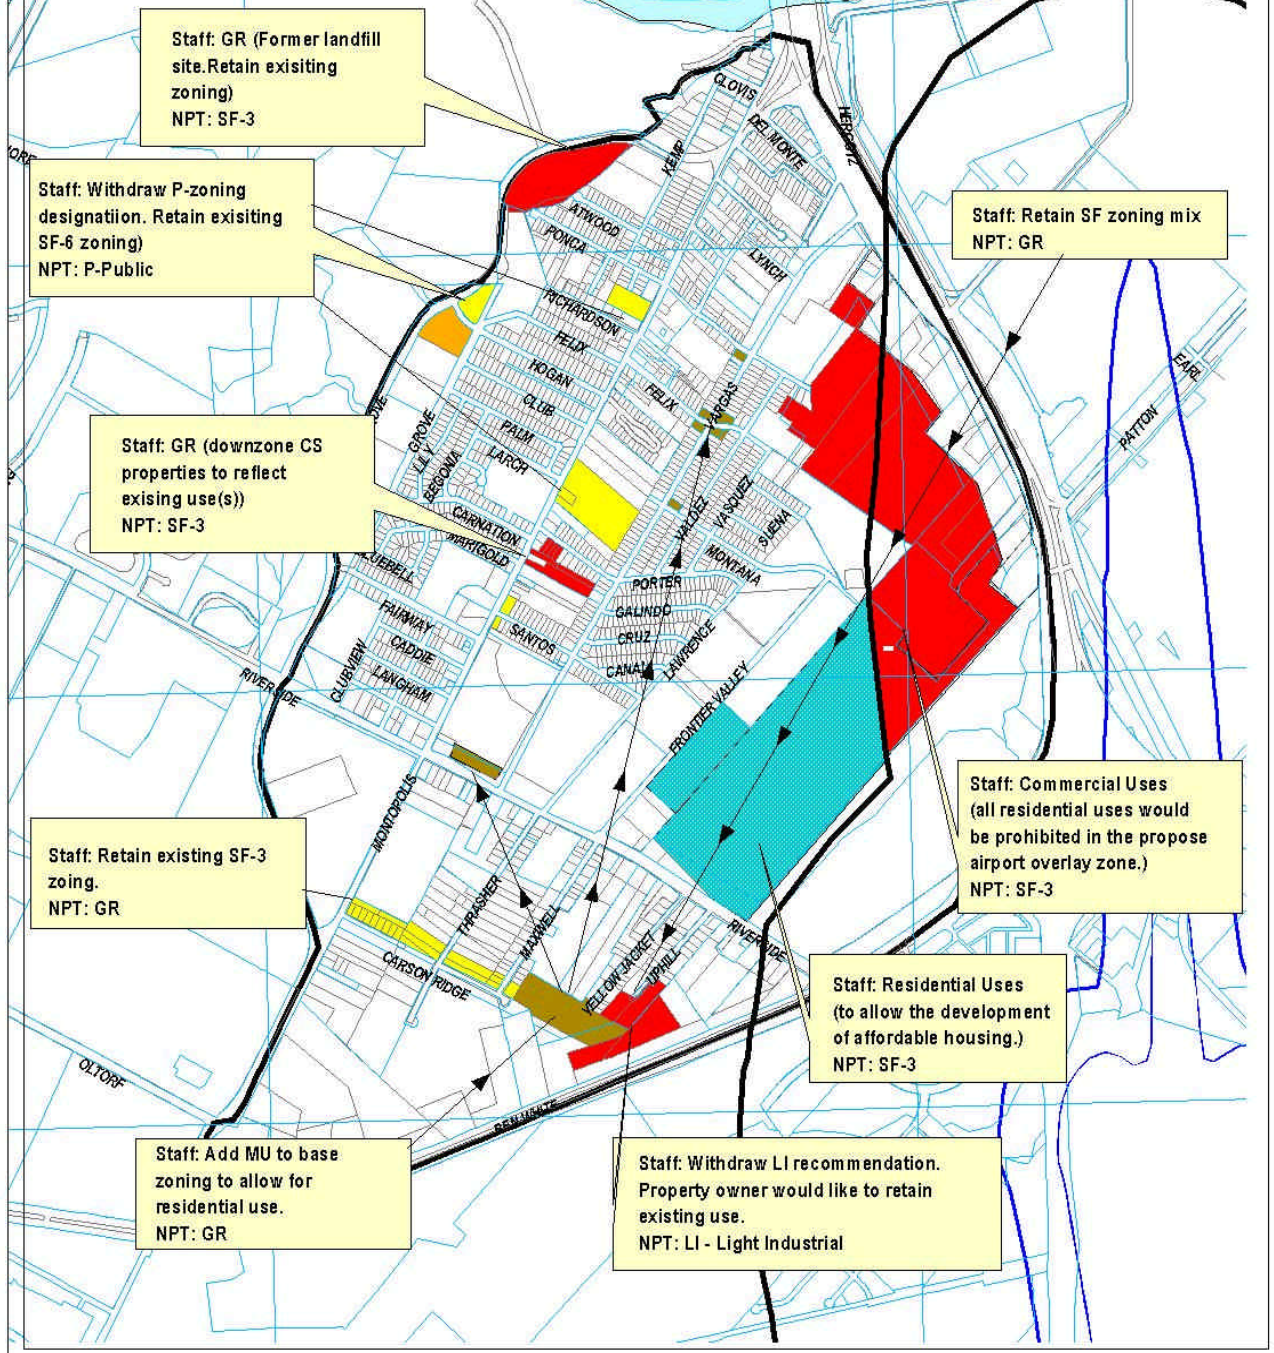 Staff: GR (Former landfill
site.Retain exisiting
zoning)
NPT: SF-3
Staff: Withdraw P-zoning
designatiion. Retain exisiting
SF-6 zoning)
NPT: P-Public
Staff: Retain SF zoning mix
NPT: GR
Staff: GR (downzone CS
properties to reflect
exising use(s))
NPT: SF-3
Staff: Commercial Uses
(all residential uses would
be prohibited in the propose
airport overlay zone.)
NPT: SF-3
Staff: Retain existing SF-3
zoing.
NPT: GR
Staff: Residential Uses
(to allow the development
of affordable housing.)
NPT: SF-3
Staff: Add MU to base
zoning to allow for
residential use.
NPT: GR
Staff: Withdraw LI recommendation.
Property owner would like to retain
existing use.
NPT: LI - Light Industrial
CLOVIS
DEL MONTE
KEMP
ATWOOD
PONCA
LYNCH
RICHARDSON
FELIX
HOGAN
CLUB
FELIX
VARGAS
EARL
PATTON
GROVE
LILY
PALM
LARCH
BEGONIA
CARNATION
MARIGOLD
VALDEZ
VASQUEZ
SUENA
MONTANA
LUEBELL
PORTER
GALINDO
CRUZ
CANAL
LAWRENCE
FAIRWAY
CADDIE
LANGHAM
SANTOS
CLUBVIEW
RIVERSIDE
FRONTIER VALLEY
MONTOPOLIS
THRASHER
MAXWELL
YELLOW JACKET
UPHILL
RIVERSIDE
CARSON RIDGE
OLTORF
BEN WHITE